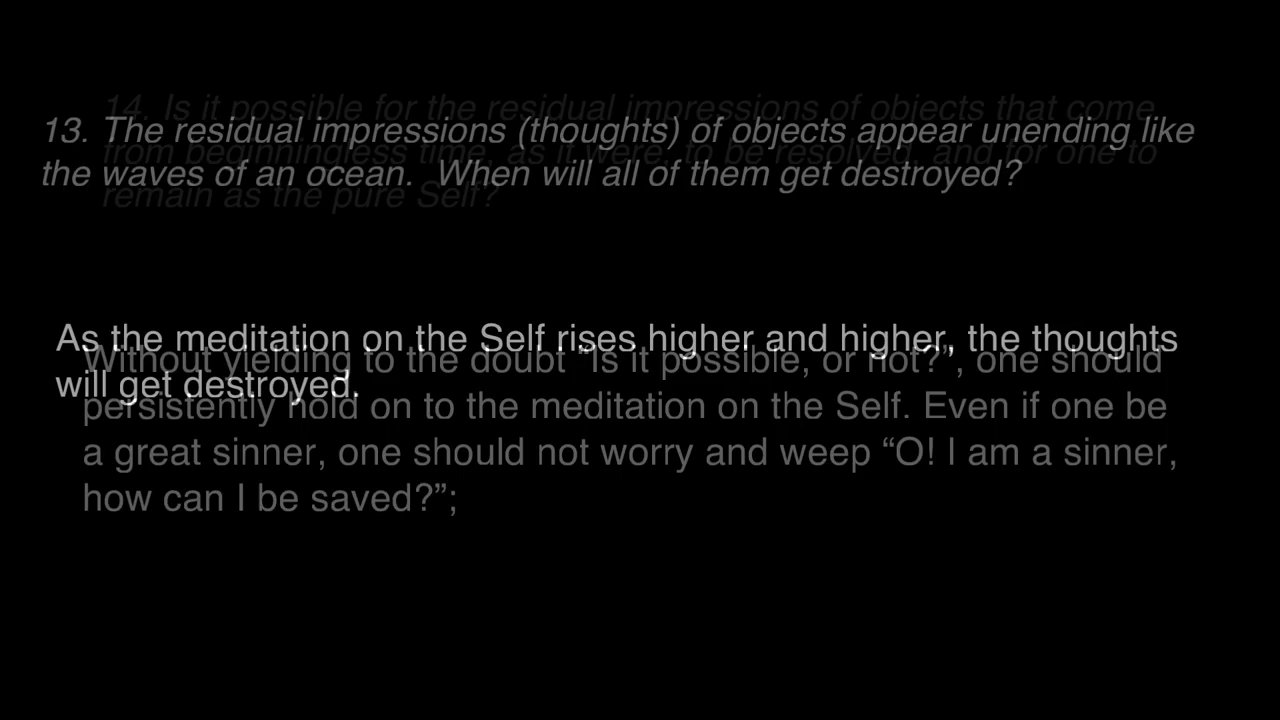 13. The residual impressions (thoughts) of objects appear unending like
the waves of an ocean. When will all of them get destroyed?
As the meditation on the Self rises higher and higher, the thoughts
will get destroyed.
14. Is it possible for the residual impressions of objects that come
from beginningless time, as it were, to be resolved, and for one to
remain as the pure Self?
Without yielding to the doubt “Is it possible, or not?”, one should
persistently hold on to the meditation on the Self. Even if one be
a great sinner, one should not worry and weep “O! I am a sinner,
how can I be saved?”;